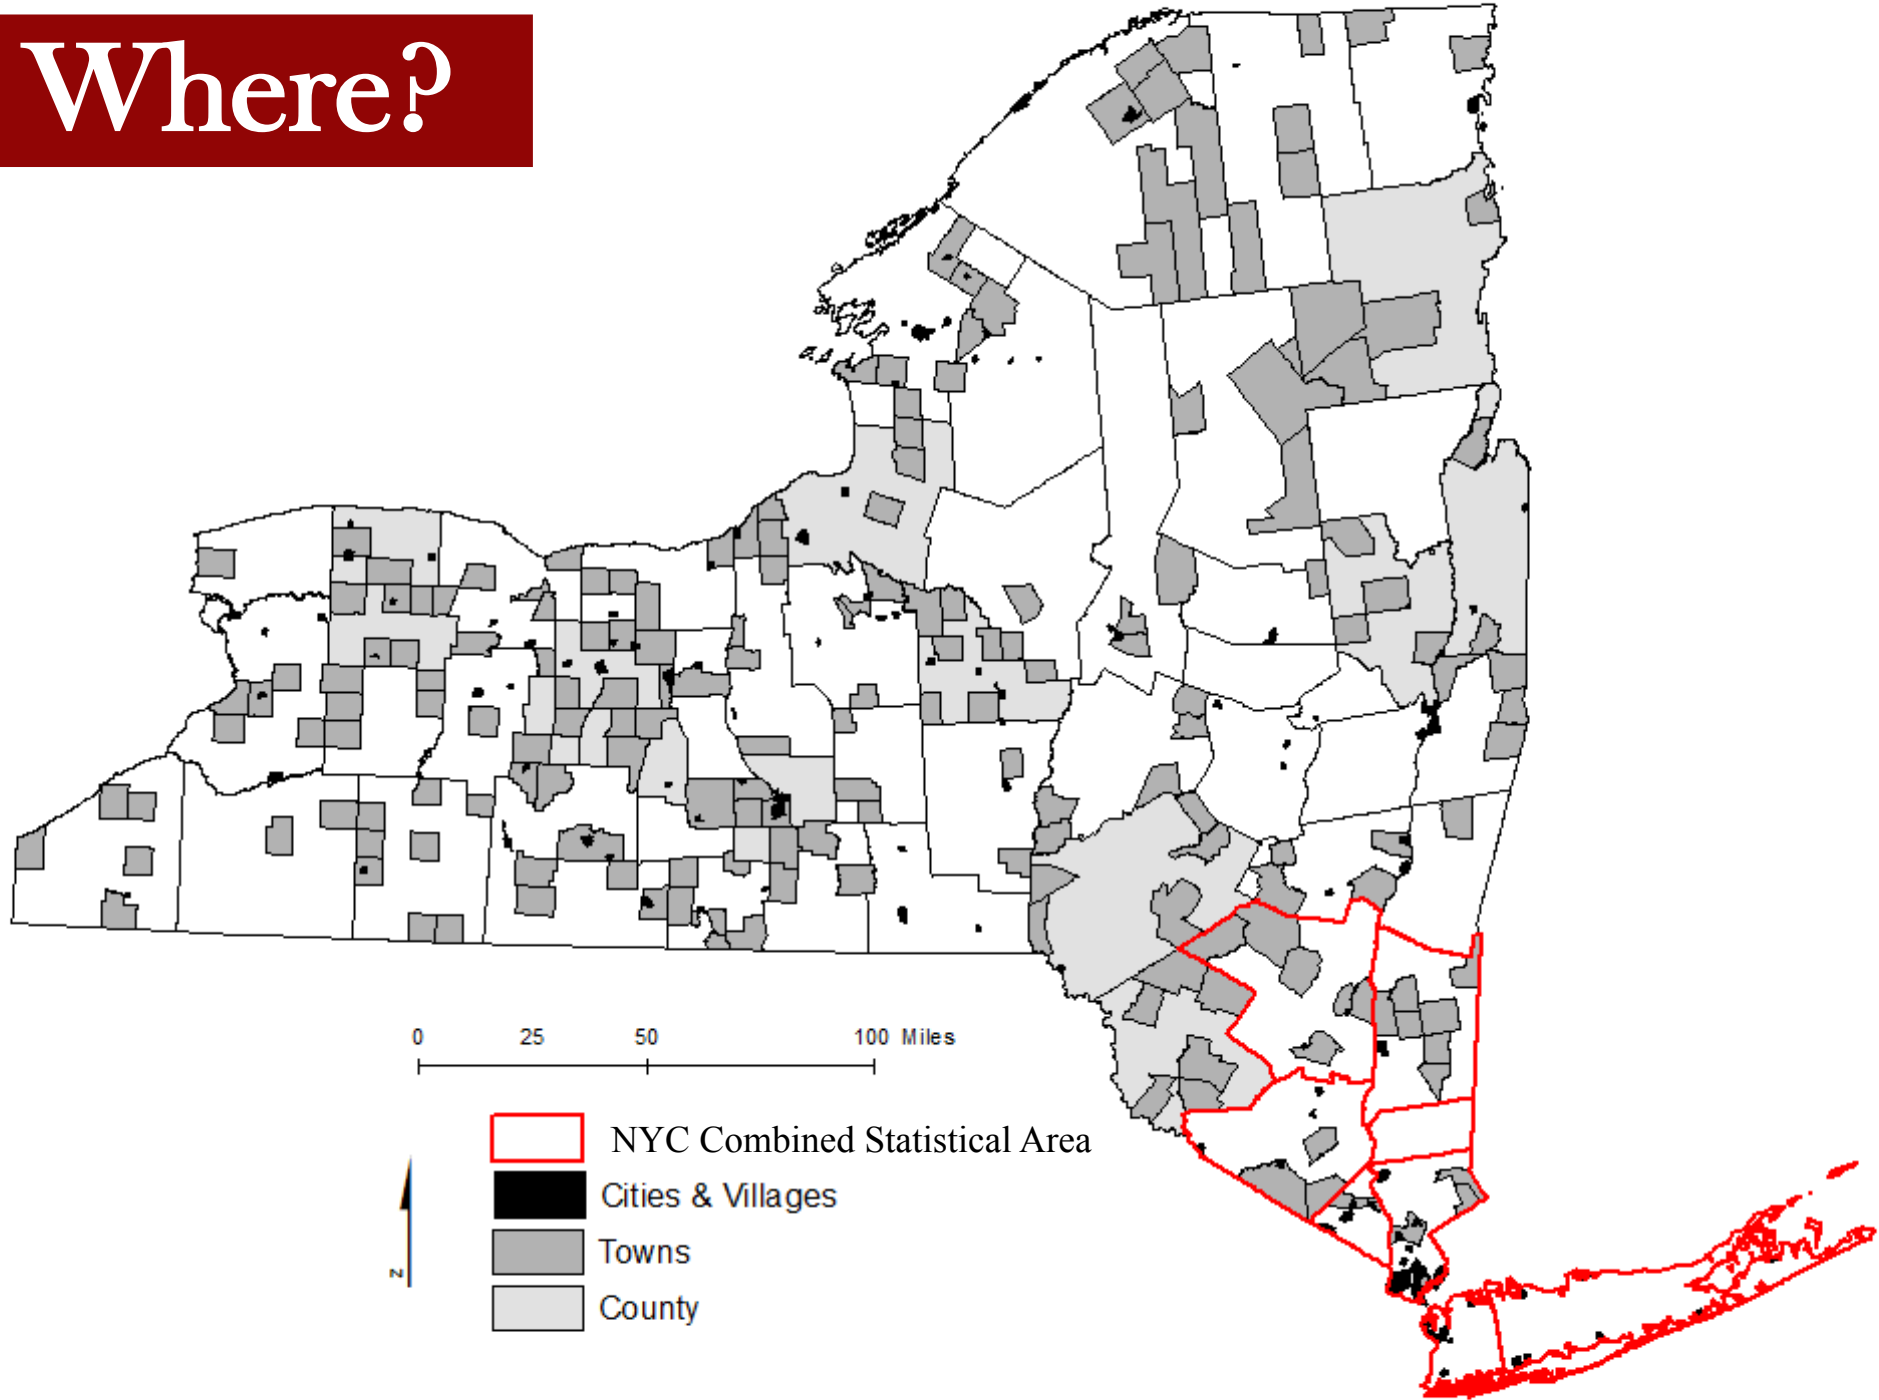 Where?
0 25 50 100 Miles
NYC Combined Statistical Area
Cities & Villages
Towns
County
N